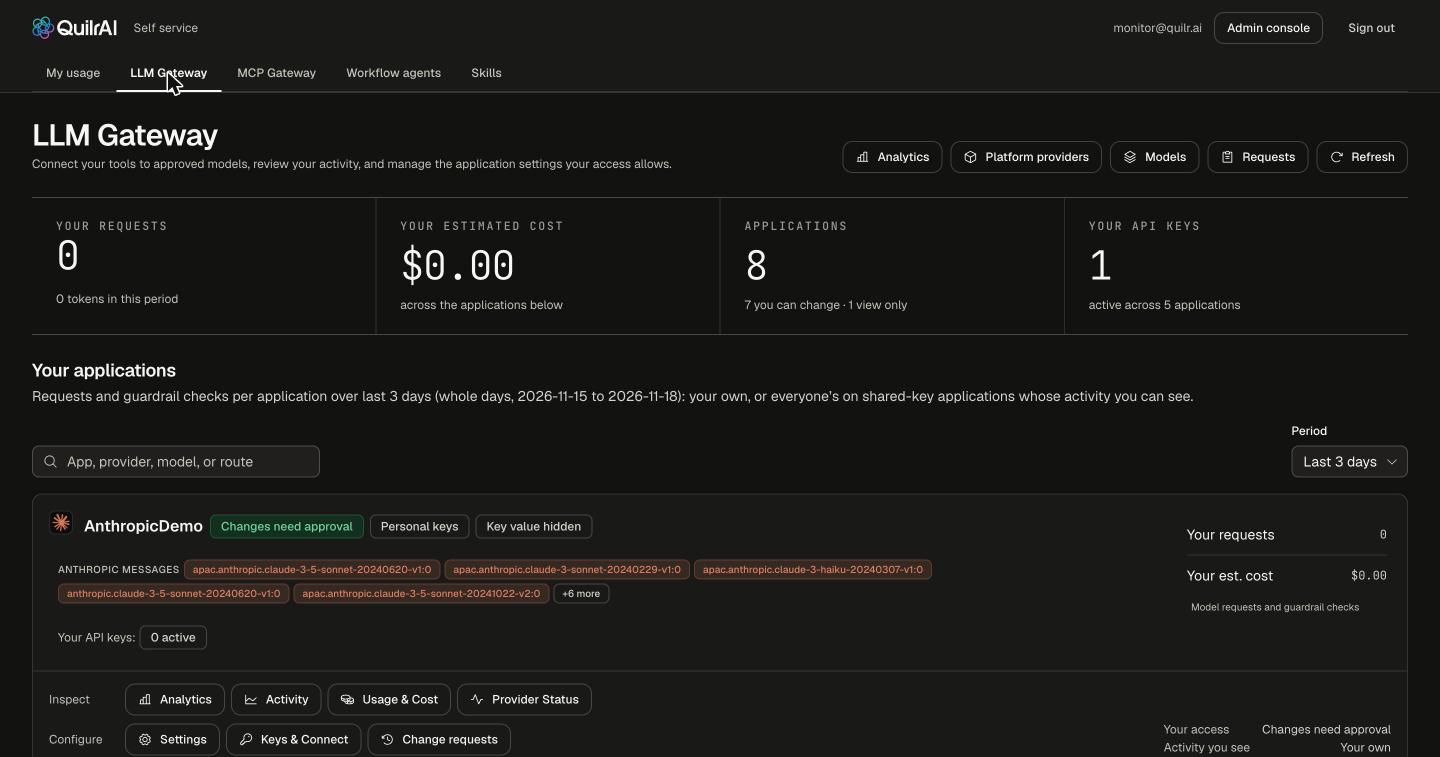 QuilrAI Self service monitor@quilr.ai Admin console Sign out
My usage LLM Gateway MCP Gateway Workflow agents Skills
LLM Gateway
Connect your tools to approved models, review your activity, and manage the application settings your access allows.
Analytics Platform providers Models Requests Refresh
YOUR REQUESTS
0
0 tokens in this period
YOUR ESTIMATED COST
$0.00
across the applications below
APPLICATIONS
8
7 you can change · 1 view only
YOUR API KEYS
1
active across 5 applications
Your applications
Requests and guardrail checks per application over last 3 days (whole days, 2026-11-15 to 2026-11-18): your own, or everyone's on shared-key applications whose activity you can see.
Period
App, provider, model, or route Last 3 days
AnthropicDemo Changes need approval Personal keys Key value hidden
Your requests 0
ANTHROPIC MESSAGES apac.anthropic.claude-3-5-sonnet-20240620-v1:0 apac.anthropic.claude-3-sonnet-20240229-v1:0 apac.anthropic.claude-3-haiku-20240307-v1:0
Your est. cost $0.00
anthropic.claude-3-5-sonnet-20240620-v1:0 apac.anthropic.claude-3-5-sonnet-20241022-v2:0 +6 more
Model requests and guardrail checks
Your API keys: 0 active
Inspect Analytics Activity Usage & Cost Provider Status
Configure Settings Keys & Connect Change requests
Your access Changes need approval
Activity you see Your own